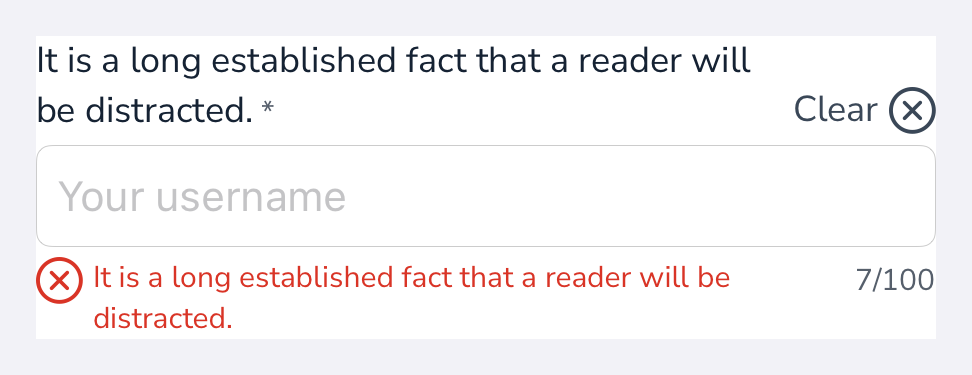 It is a long established fact that a reader will
be distracted. *
Clear
Your username
It is a long established fact that a reader will be
distracted.
7/100